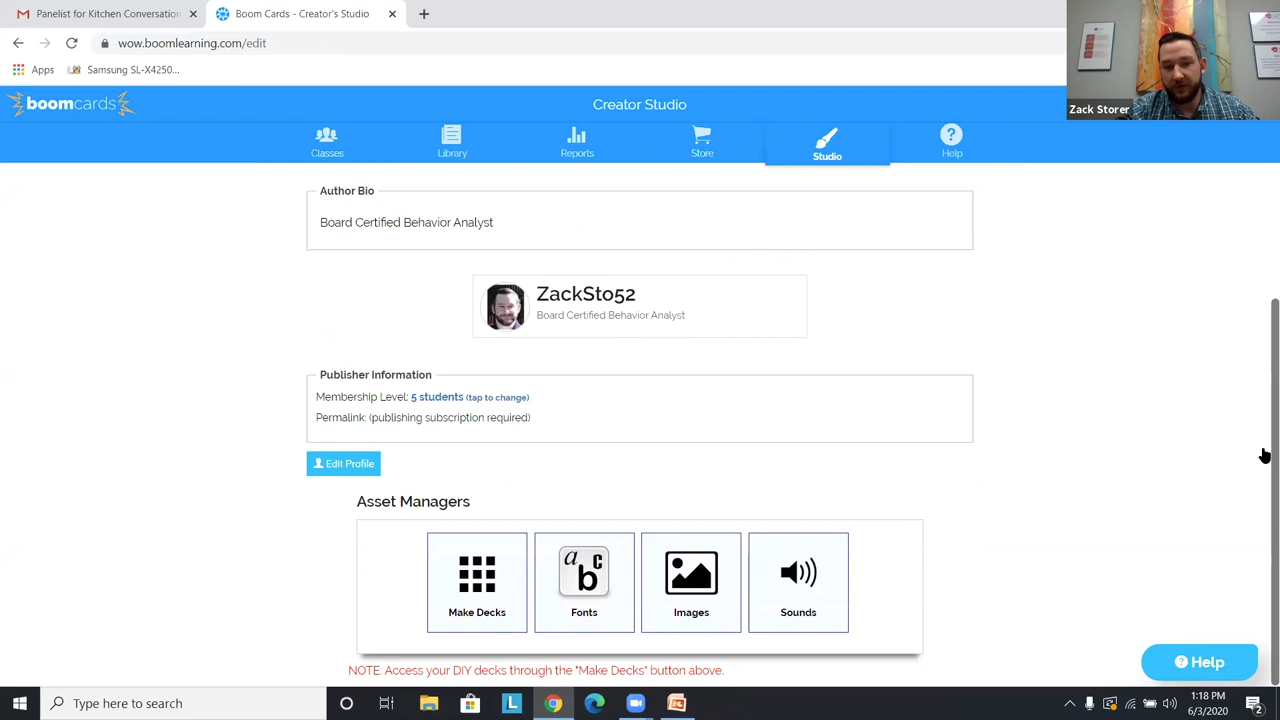 Panelist for Kitchen Conversation
Boom Cards - Creator's Studio
wow.boomlearning.com/edit
Apps
Samsung SL-X4250...
Zack Storer
boomcards
Creator Studio
Classes
Library
Reports
Store
Studio
Help
Author Bio
Board Certified Behavior Analyst
ZackSto52
Board Certified Behavior Analyst
Publisher Information
Membership Level: 5 students (tap to change)
Permalink: (publishing subscription required)
Edit Profile
Asset Managers
Make Decks
Fonts
Images
Sounds
NOTE: Access your DIY decks through the "Make Decks" button above.
Help
Type here to search
1:18 PM
6/3/2020
2